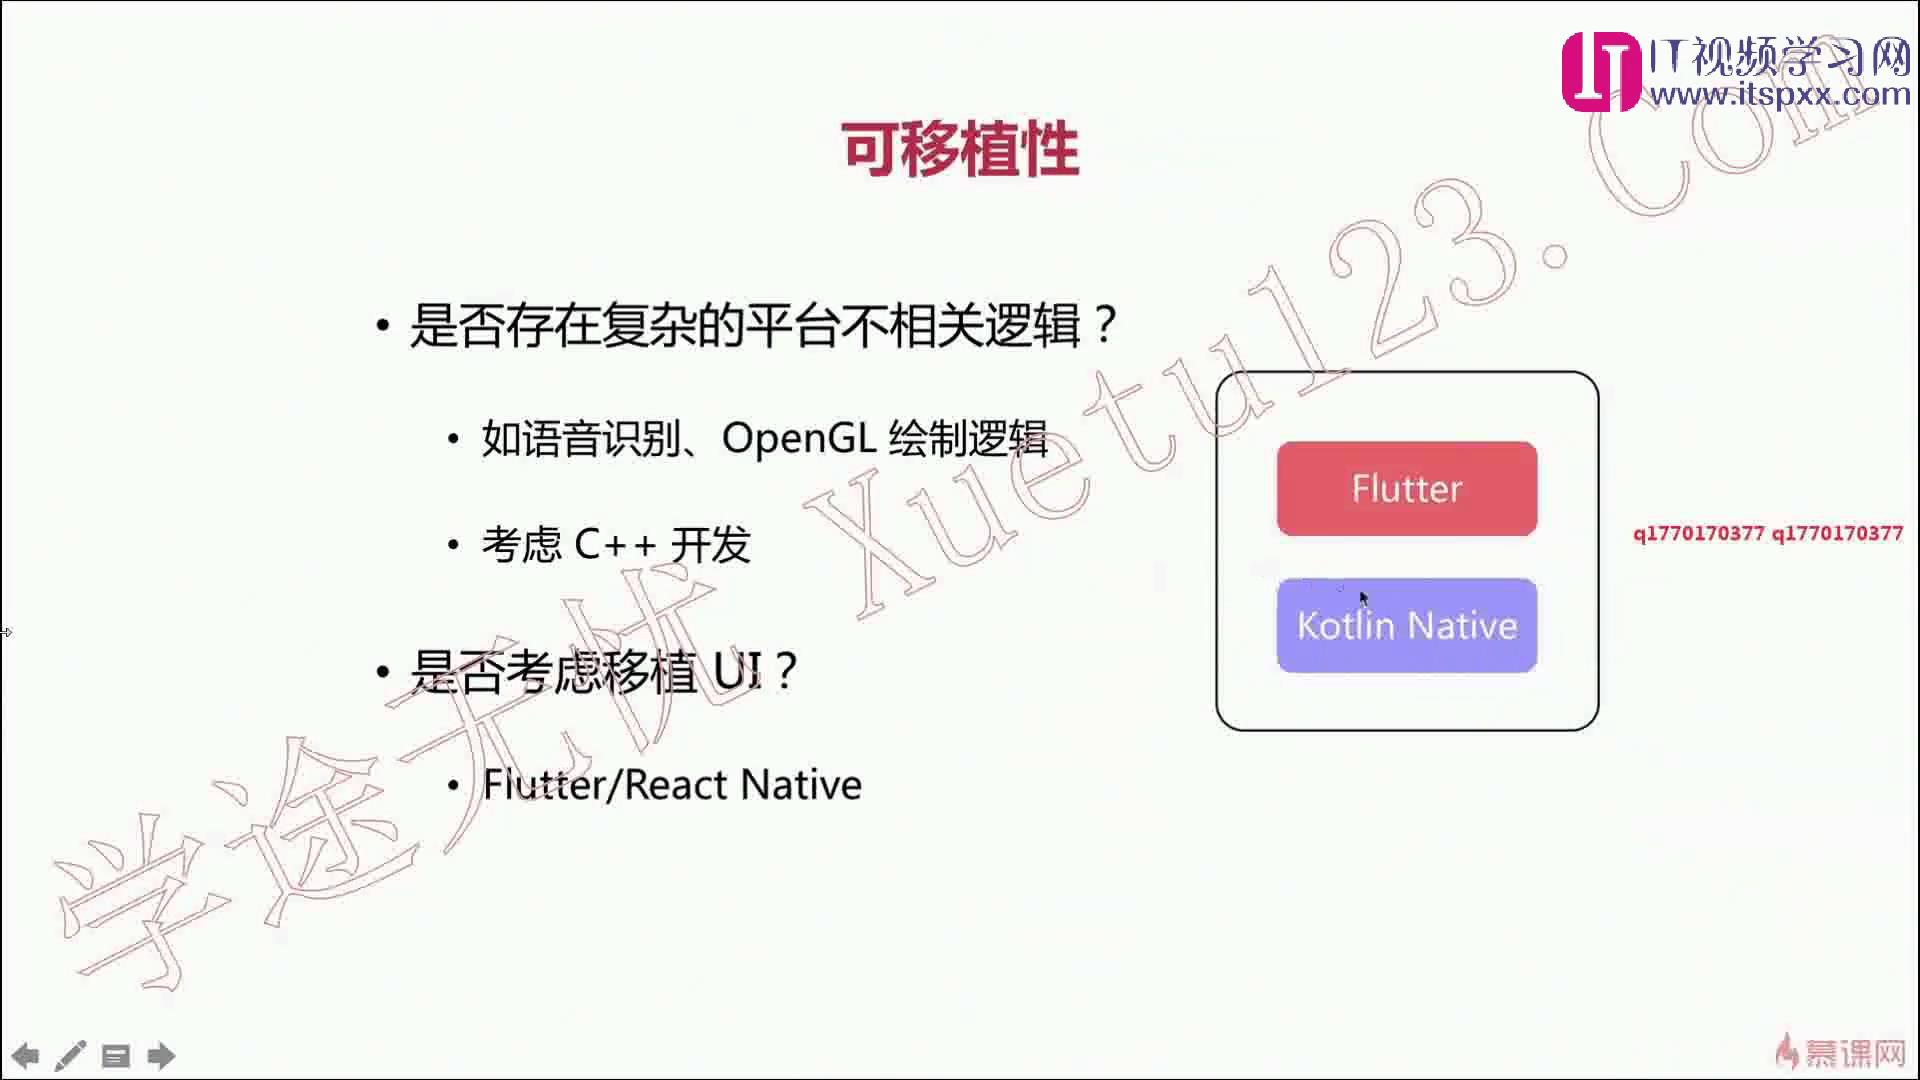 IT视频学习网
www.itspxx.com
可移植性
• 是否存在复杂的平台不相关逻辑？
• 如语音识别、OpenGL 绘制逻辑
• 考虑 C++ 开发
• 是否考虑移植 UI？
• Flutter/React Native
Flutter
Kotlin Native
q1770170377 q1770170377
学途无忧 Xuetu123.Com
慕课网